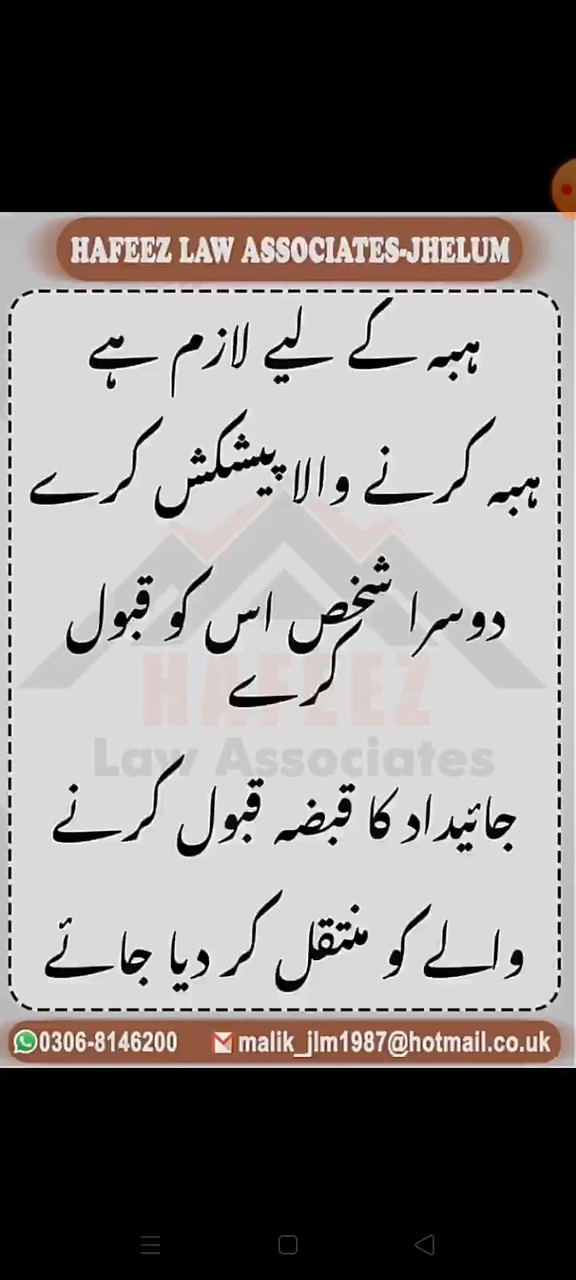 HAFEEZ LAW ASSOCIATES-JHELUM
ہبہ کے لیے لازم ہے
ہبہ کرنے والا پیشکش کرے
دوسرا شخص اس کو قبول
کرے
HAFEEZ
Law Associates
جائیداد کا قبضہ قبول کرنے
والے کو منتقل کر دیا جائے
0306-8146200 malik_jlm1987@hotmail.co.uk